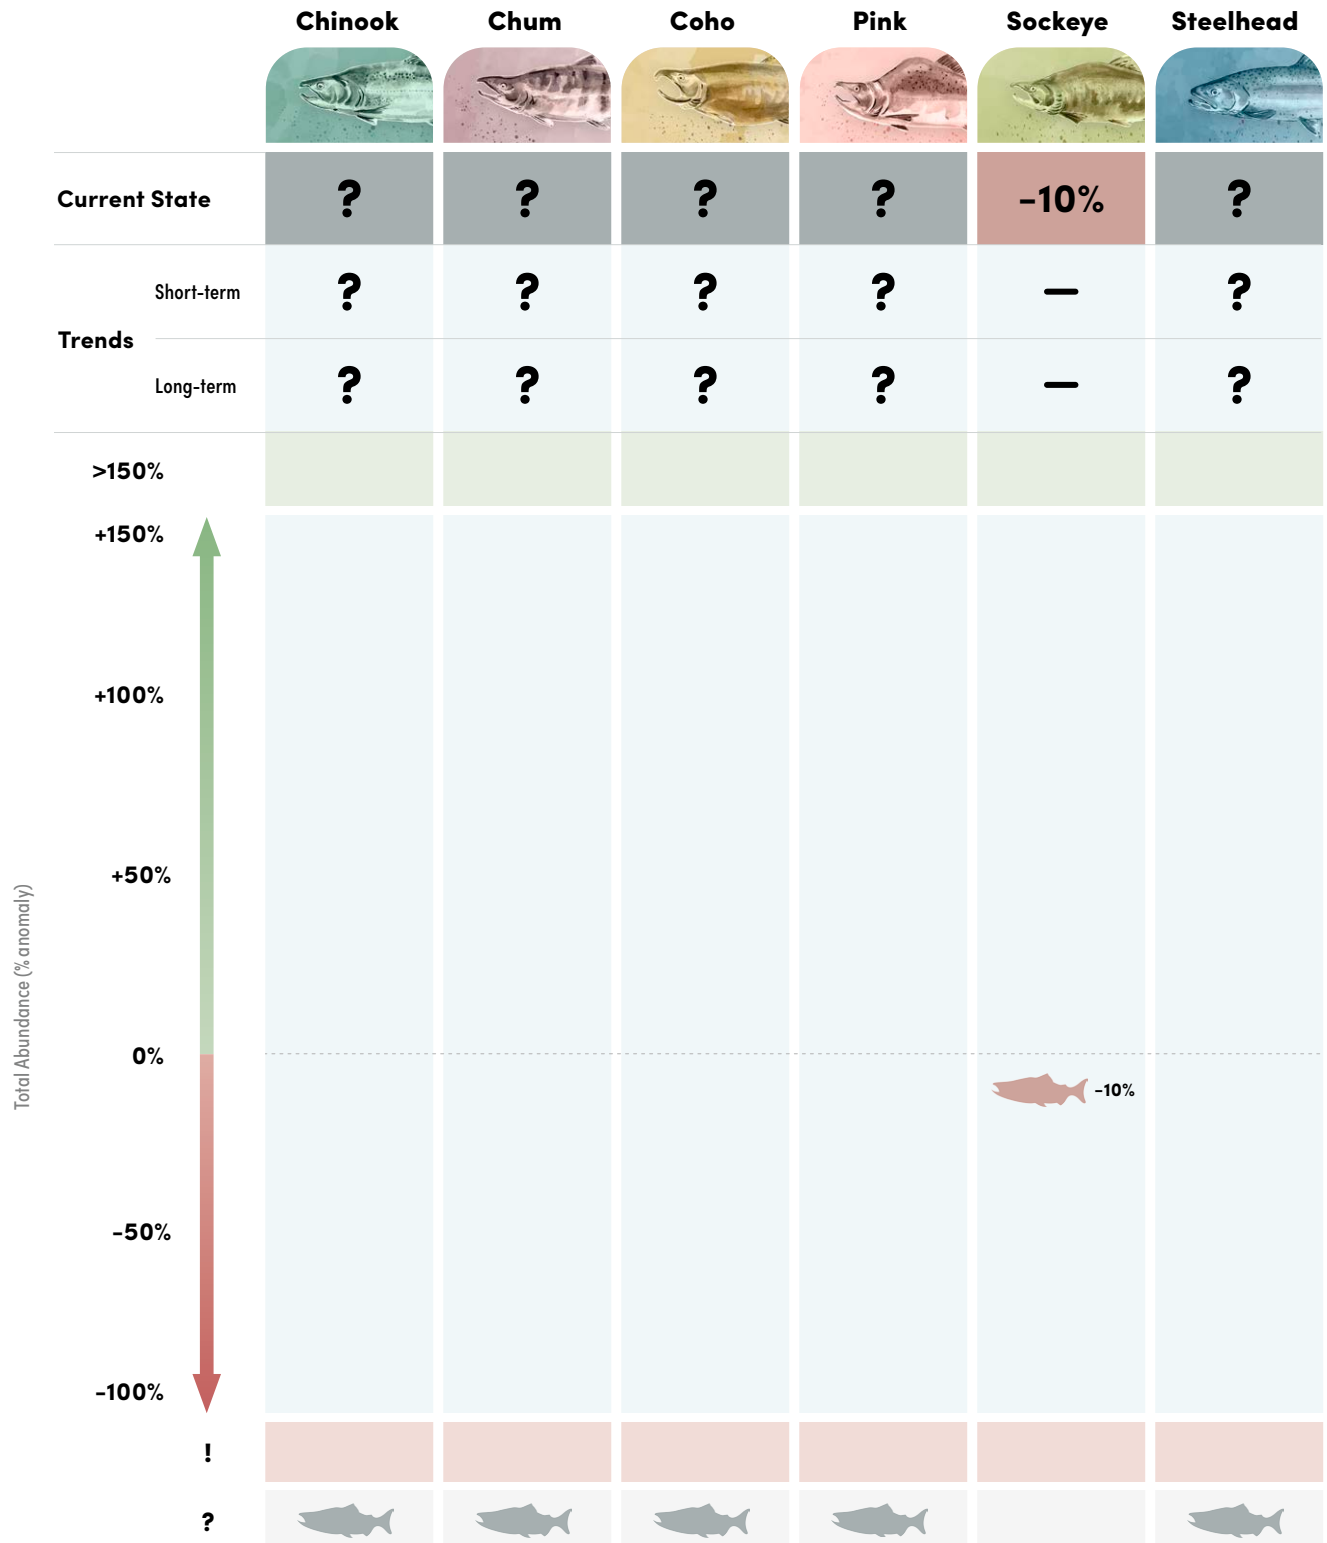 Chinook Chum Coho Pink Sockeye Steelhead
Current State ? ? ? ? –10% ?
Short-term ? ? ? ? – ?
Trends
Long-term ? ? ? ? – ?
>150%
+150%
+100%
+50%
Total Abundance (% anomaly)
0%
–10%
–50%
–100%
!
?